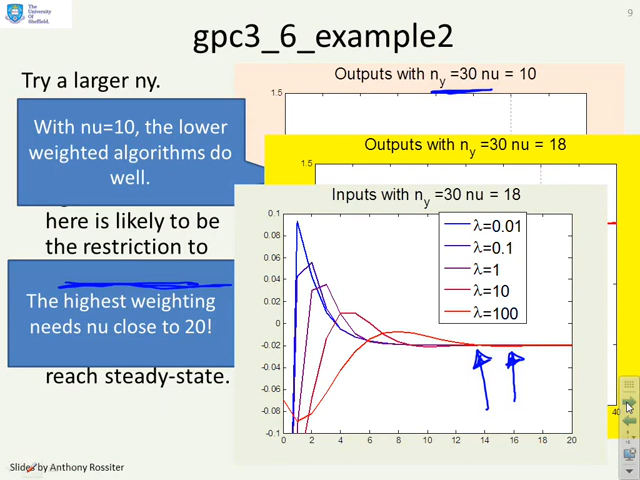 The
University
Of
Sheffield.
9
gpc3_6_example2
Try a larger ny.
With nu=10, the lower
weighted algorithms do
well.
here is likely to be
the restriction to
The highest weighting
needs nu close to 20!
reach steady-state.
Outputs with ny =30 nu = 10
1.5
Outputs with ny =30 nu = 18
1.5
40
Inputs with ny =30 nu = 18
0.1
0.08
0.06
0.04
0.02
0
-0.02
-0.04
-0.06
-0.08
-0.1
0 2 4 6 8 10 12 14 16 18 20
λ=0.01
λ=0.1
λ=1
λ=10
λ=100
Slides by Anthony Rossiter